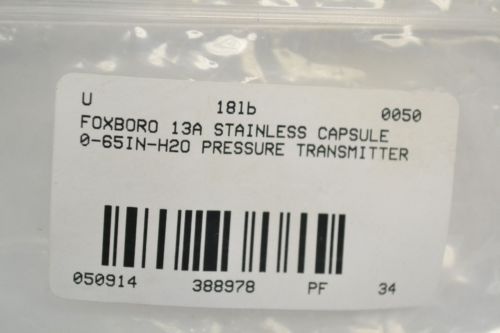 U 181b 0050
FOXBORO 13A STAINLESS CAPSULE
0-65IN-H2O PRESSURE TRANSMITTER
050914 388978 PF 34